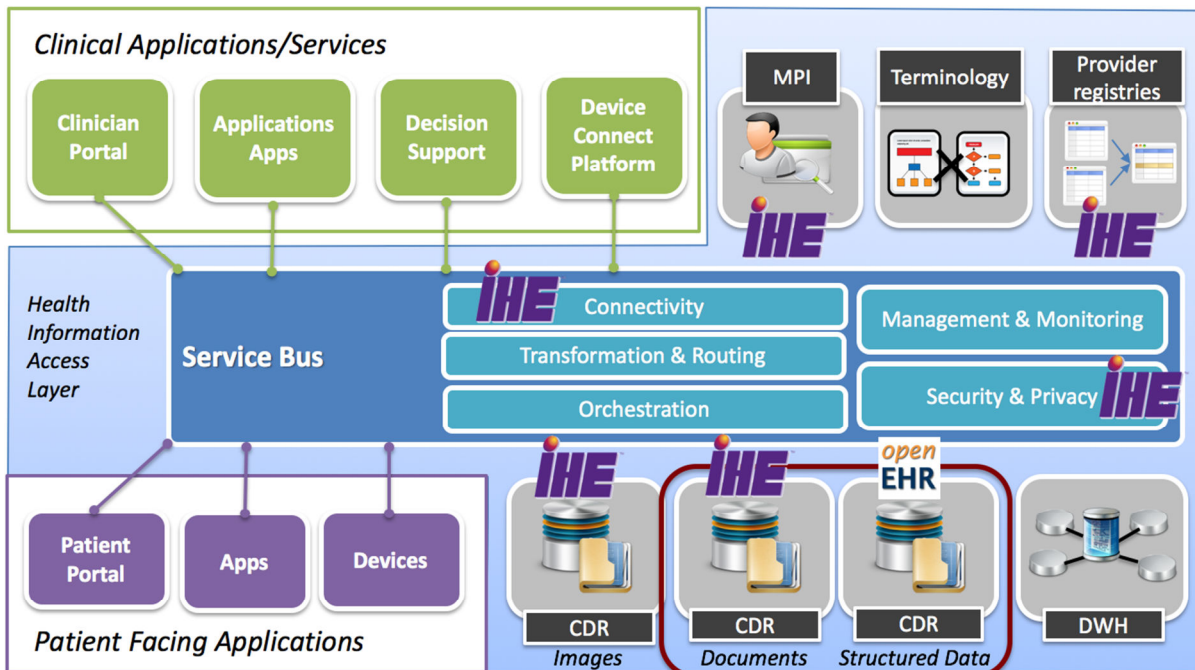 Clinical Applications/Services
Clinician
Portal
Applications
Apps
Decision
Support
Device
Connect
Platform
MPI
Terminology
Provider
registries
IHE
IHE
Health
Information
Access
Layer
Service Bus
IHE
Connectivity
Transformation & Routing
Orchestration
Management & Monitoring
Security & Privacy
IHE
Patient
Portal
Apps
Devices
Patient Facing Applications
IHE
CDR
Images
IHE
CDR
Documents
open
EHR
CDR
Structured Data
DWH